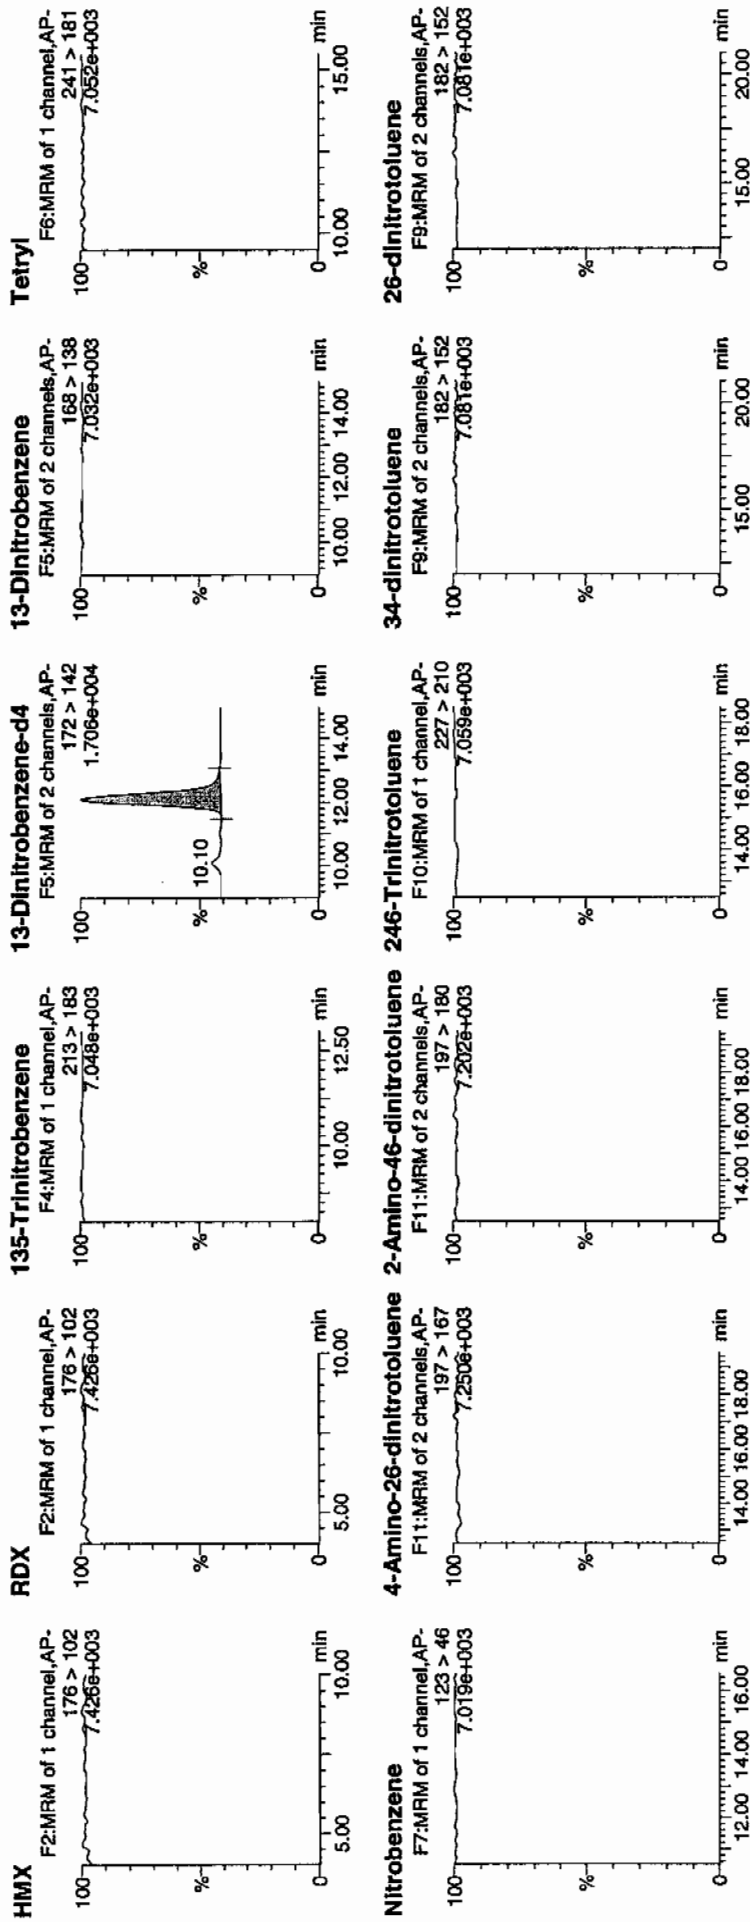 HMX
F2:MRM of 1 channel,AP-
176 > 102
7.426e+003
100
%
0
5.00
10.00
min
RDX
F2:MRM of 1 channel,AP-
176 > 102
7.426e+003
100
%
0
5.00
10.00
min
135-Trinitrobenzene
F4:MRM of 1 channel,AP-
213 > 183
7.048e+003
100
%
0
10.00
12.50
min
13-Dinitrobenzene-d4
F5:MRM of 2 channels,AP-
172 > 142
1.706e+004
100
%
0
10.10
10.00
12.00
14.00
min
13-Dinitrobenzene
F5:MRM of 2 channels,AP-
168 > 138
7.032e+003
100
%
0
10.00
12.00
14.00
min
Tetryl
F6:MRM of 1 channel,AP-
241 > 181
7.052e+003
100
%
0
10.00
15.00
min
Nitrobenzene
F7:MRM of 1 channel,AP-
123 > 46
7.019e+003
100
%
0
12.00
14.00
16.00
min
4-Amino-26-dinitrotoluene
F11:MRM of 2 channels,AP-
197 > 167
7.250e+003
100
%
0
14.00
16.00
18.00
min
2-Amino-46-dinitrotoluene
F11:MRM of 2 channels,AP-
197 > 180
7.202e+003
100
%
0
14.00
16.00
18.00
min
246-Trinitrotoluene
F10:MRM of 1 channel,AP-
227 > 210
7.059e+003
100
%
0
14.00
16.00
18.00
min
34-dinitrotoluene
F9:MRM of 2 channels,AP-
182 > 152
7.081e+003
100
%
0
15.00
20.00
min
26-dinitrotoluene
F9:MRM of 2 channels,AP-
182 > 152
7.081e+003
100
%
0
15.00
20.00
min